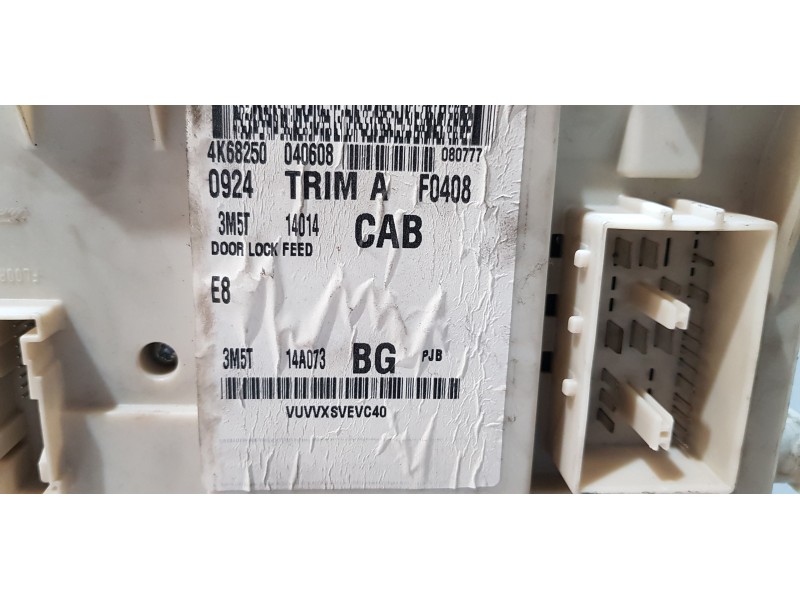 4K68250 040608 080777
0924 TRIM A F0408
3M5T 14014 CAB
DOOR LOCK FEED
E8
3M5T 14A073 BG PJB
VUVVXSVEVC40